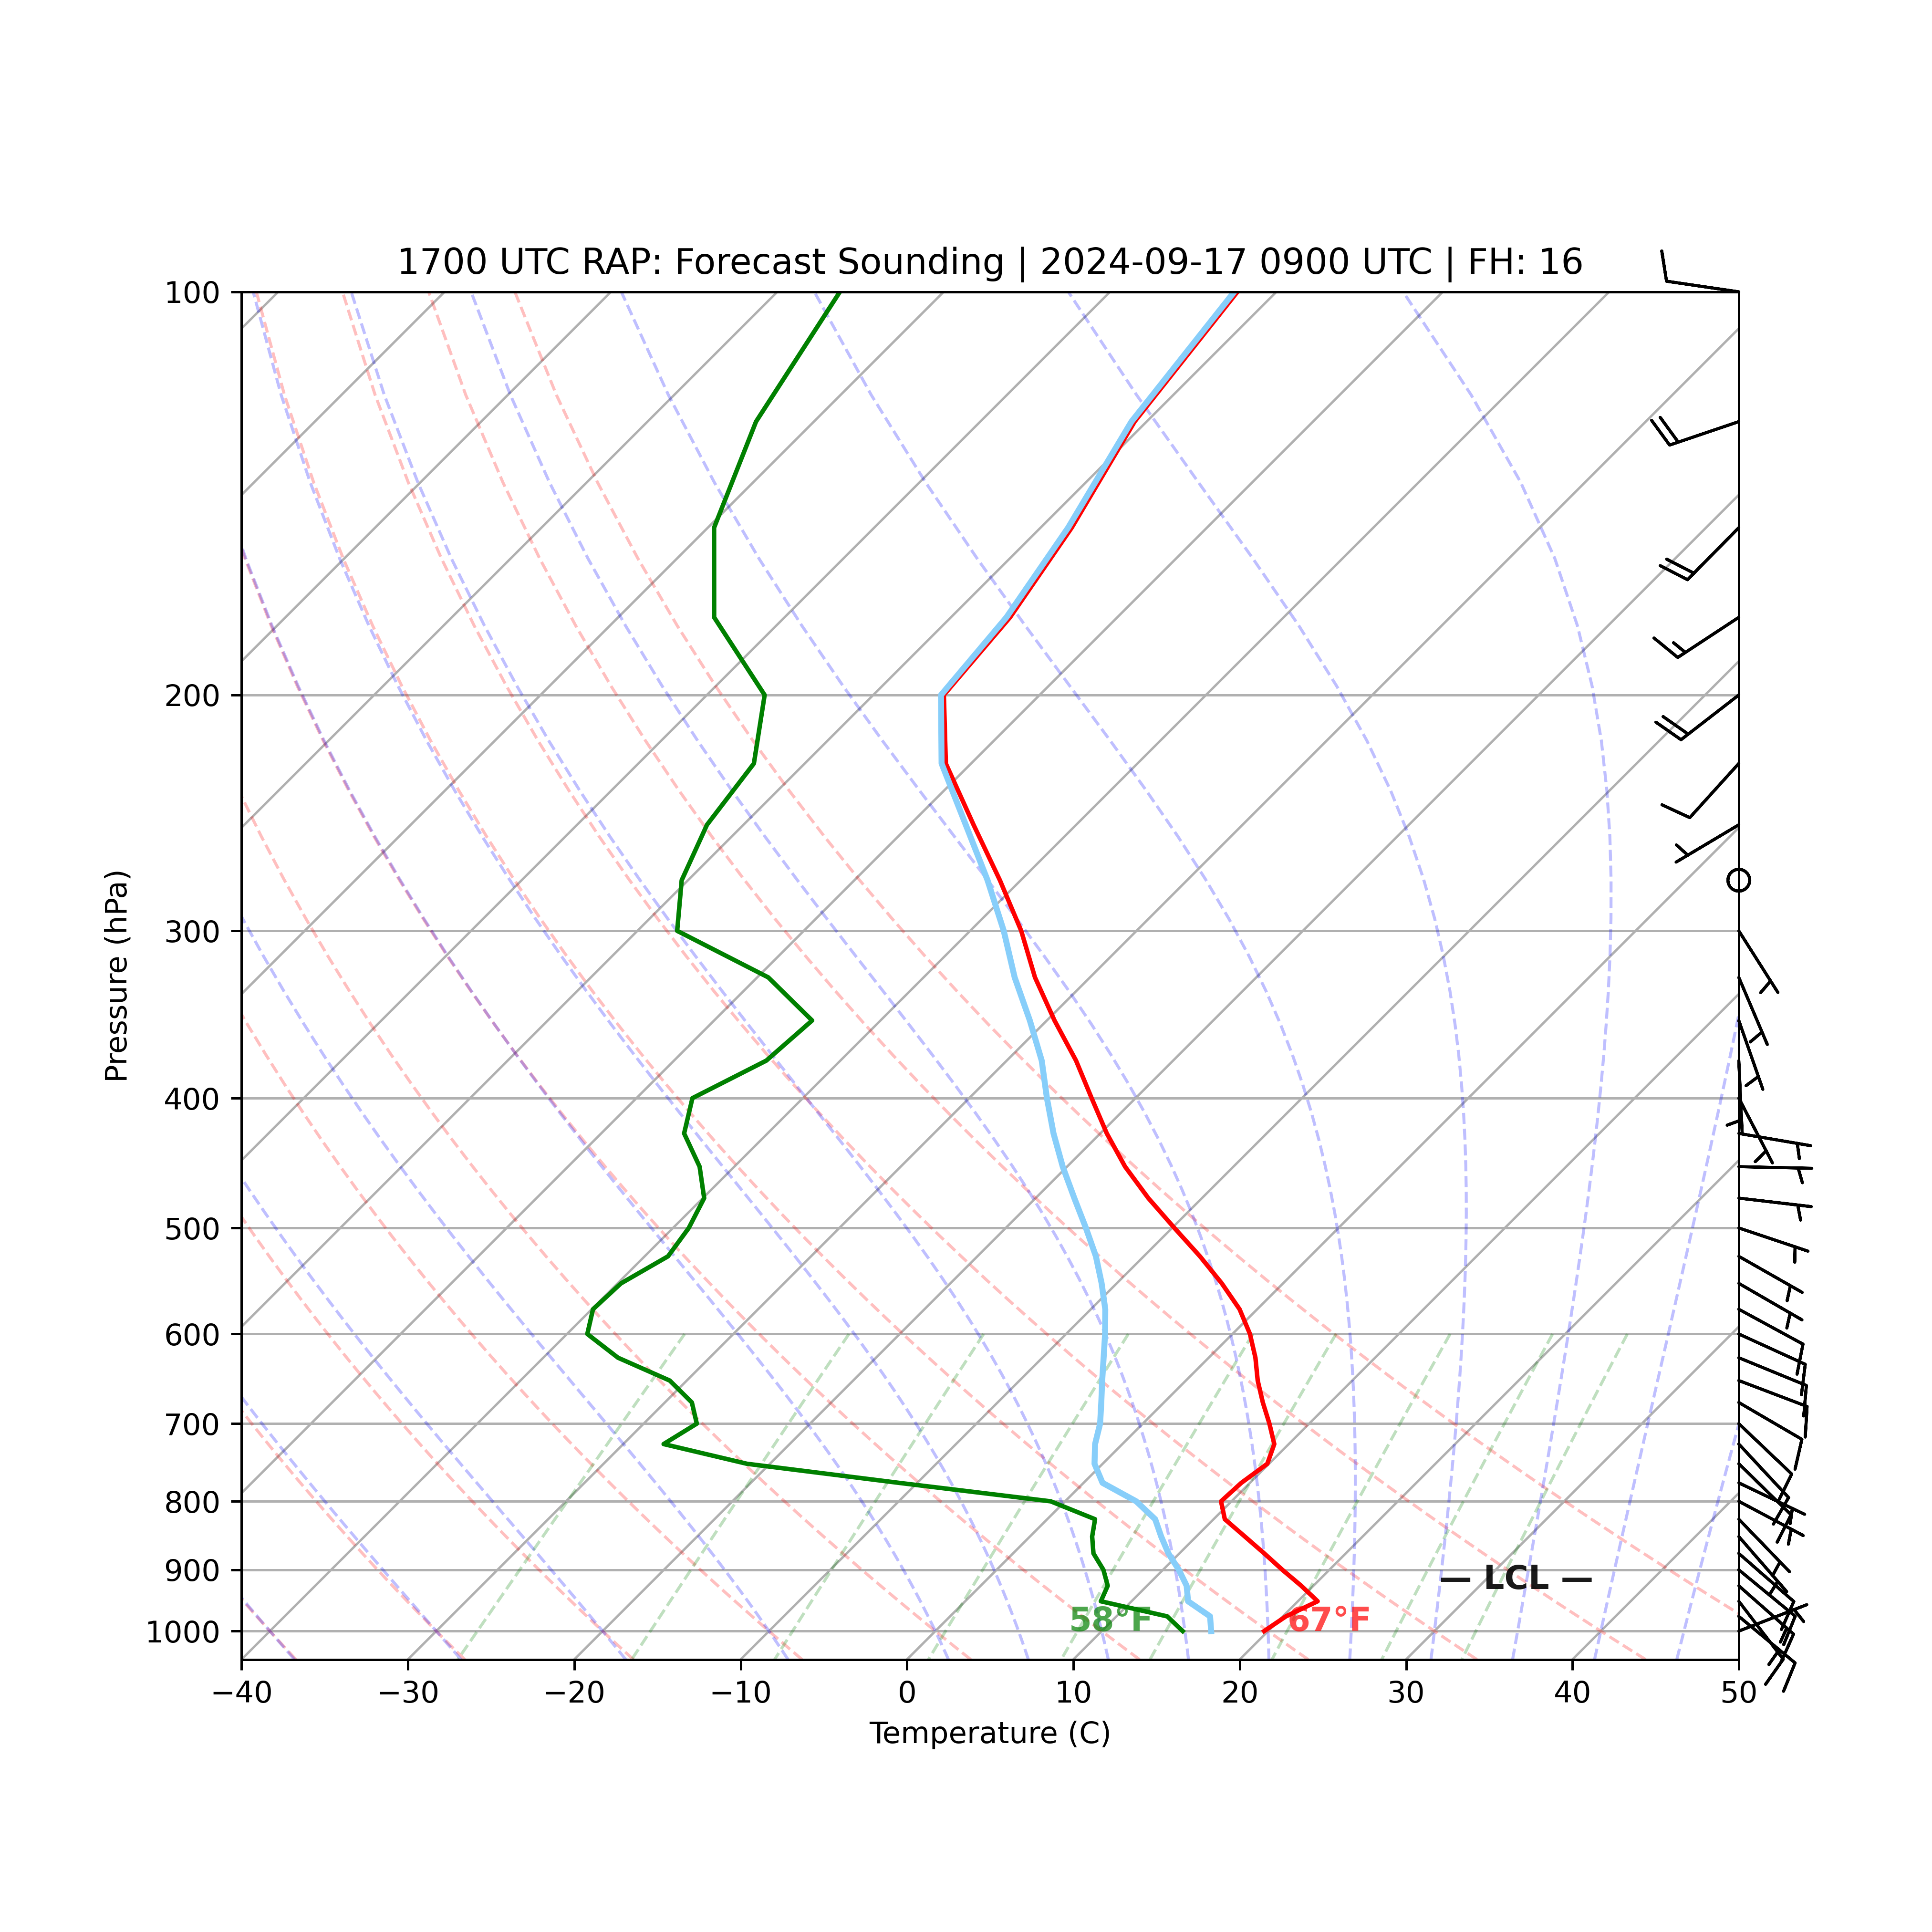 1700 UTC RAP: Forecast Sounding | 2024-09-17 0900 UTC | FH: 16
100
200
300
400
500
600
700
800
900
1000
Pressure (hPa)
— LCL —
58°F
67°F
−40 −30 −20 −10 0 10 20 30 40 50
Temperature (C)